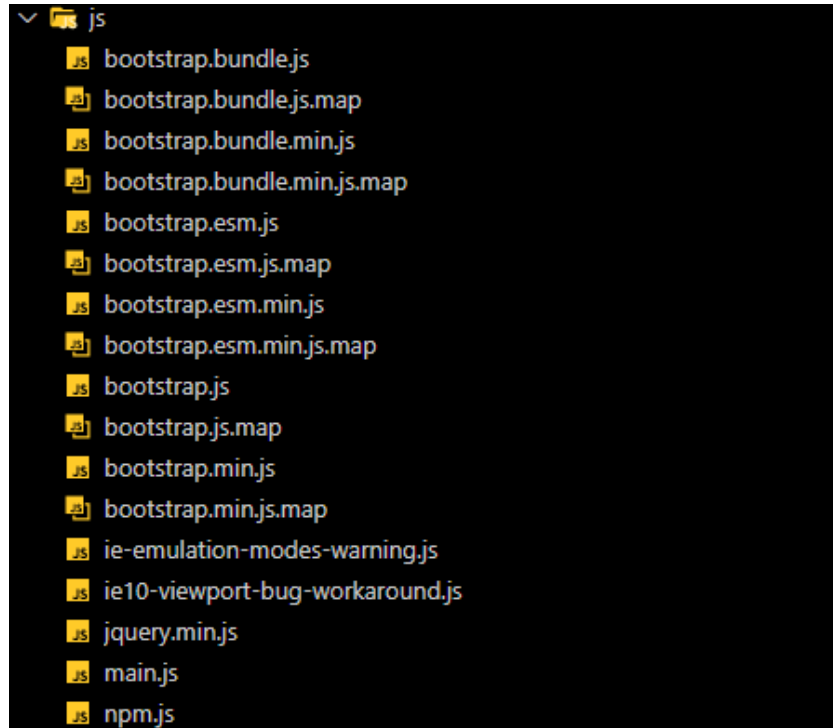 js
bootstrap.bundle.js
bootstrap.bundle.js.map
bootstrap.bundle.min.js
bootstrap.bundle.min.js.map
bootstrap.esm.js
bootstrap.esm.js.map
bootstrap.esm.min.js
bootstrap.esm.min.js.map
bootstrap.js
bootstrap.js.map
bootstrap.min.js
bootstrap.min.js.map
ie-emulation-modes-warning.js
ie10-viewport-bug-workaround.js
jquery.min.js
main.js
npm.js